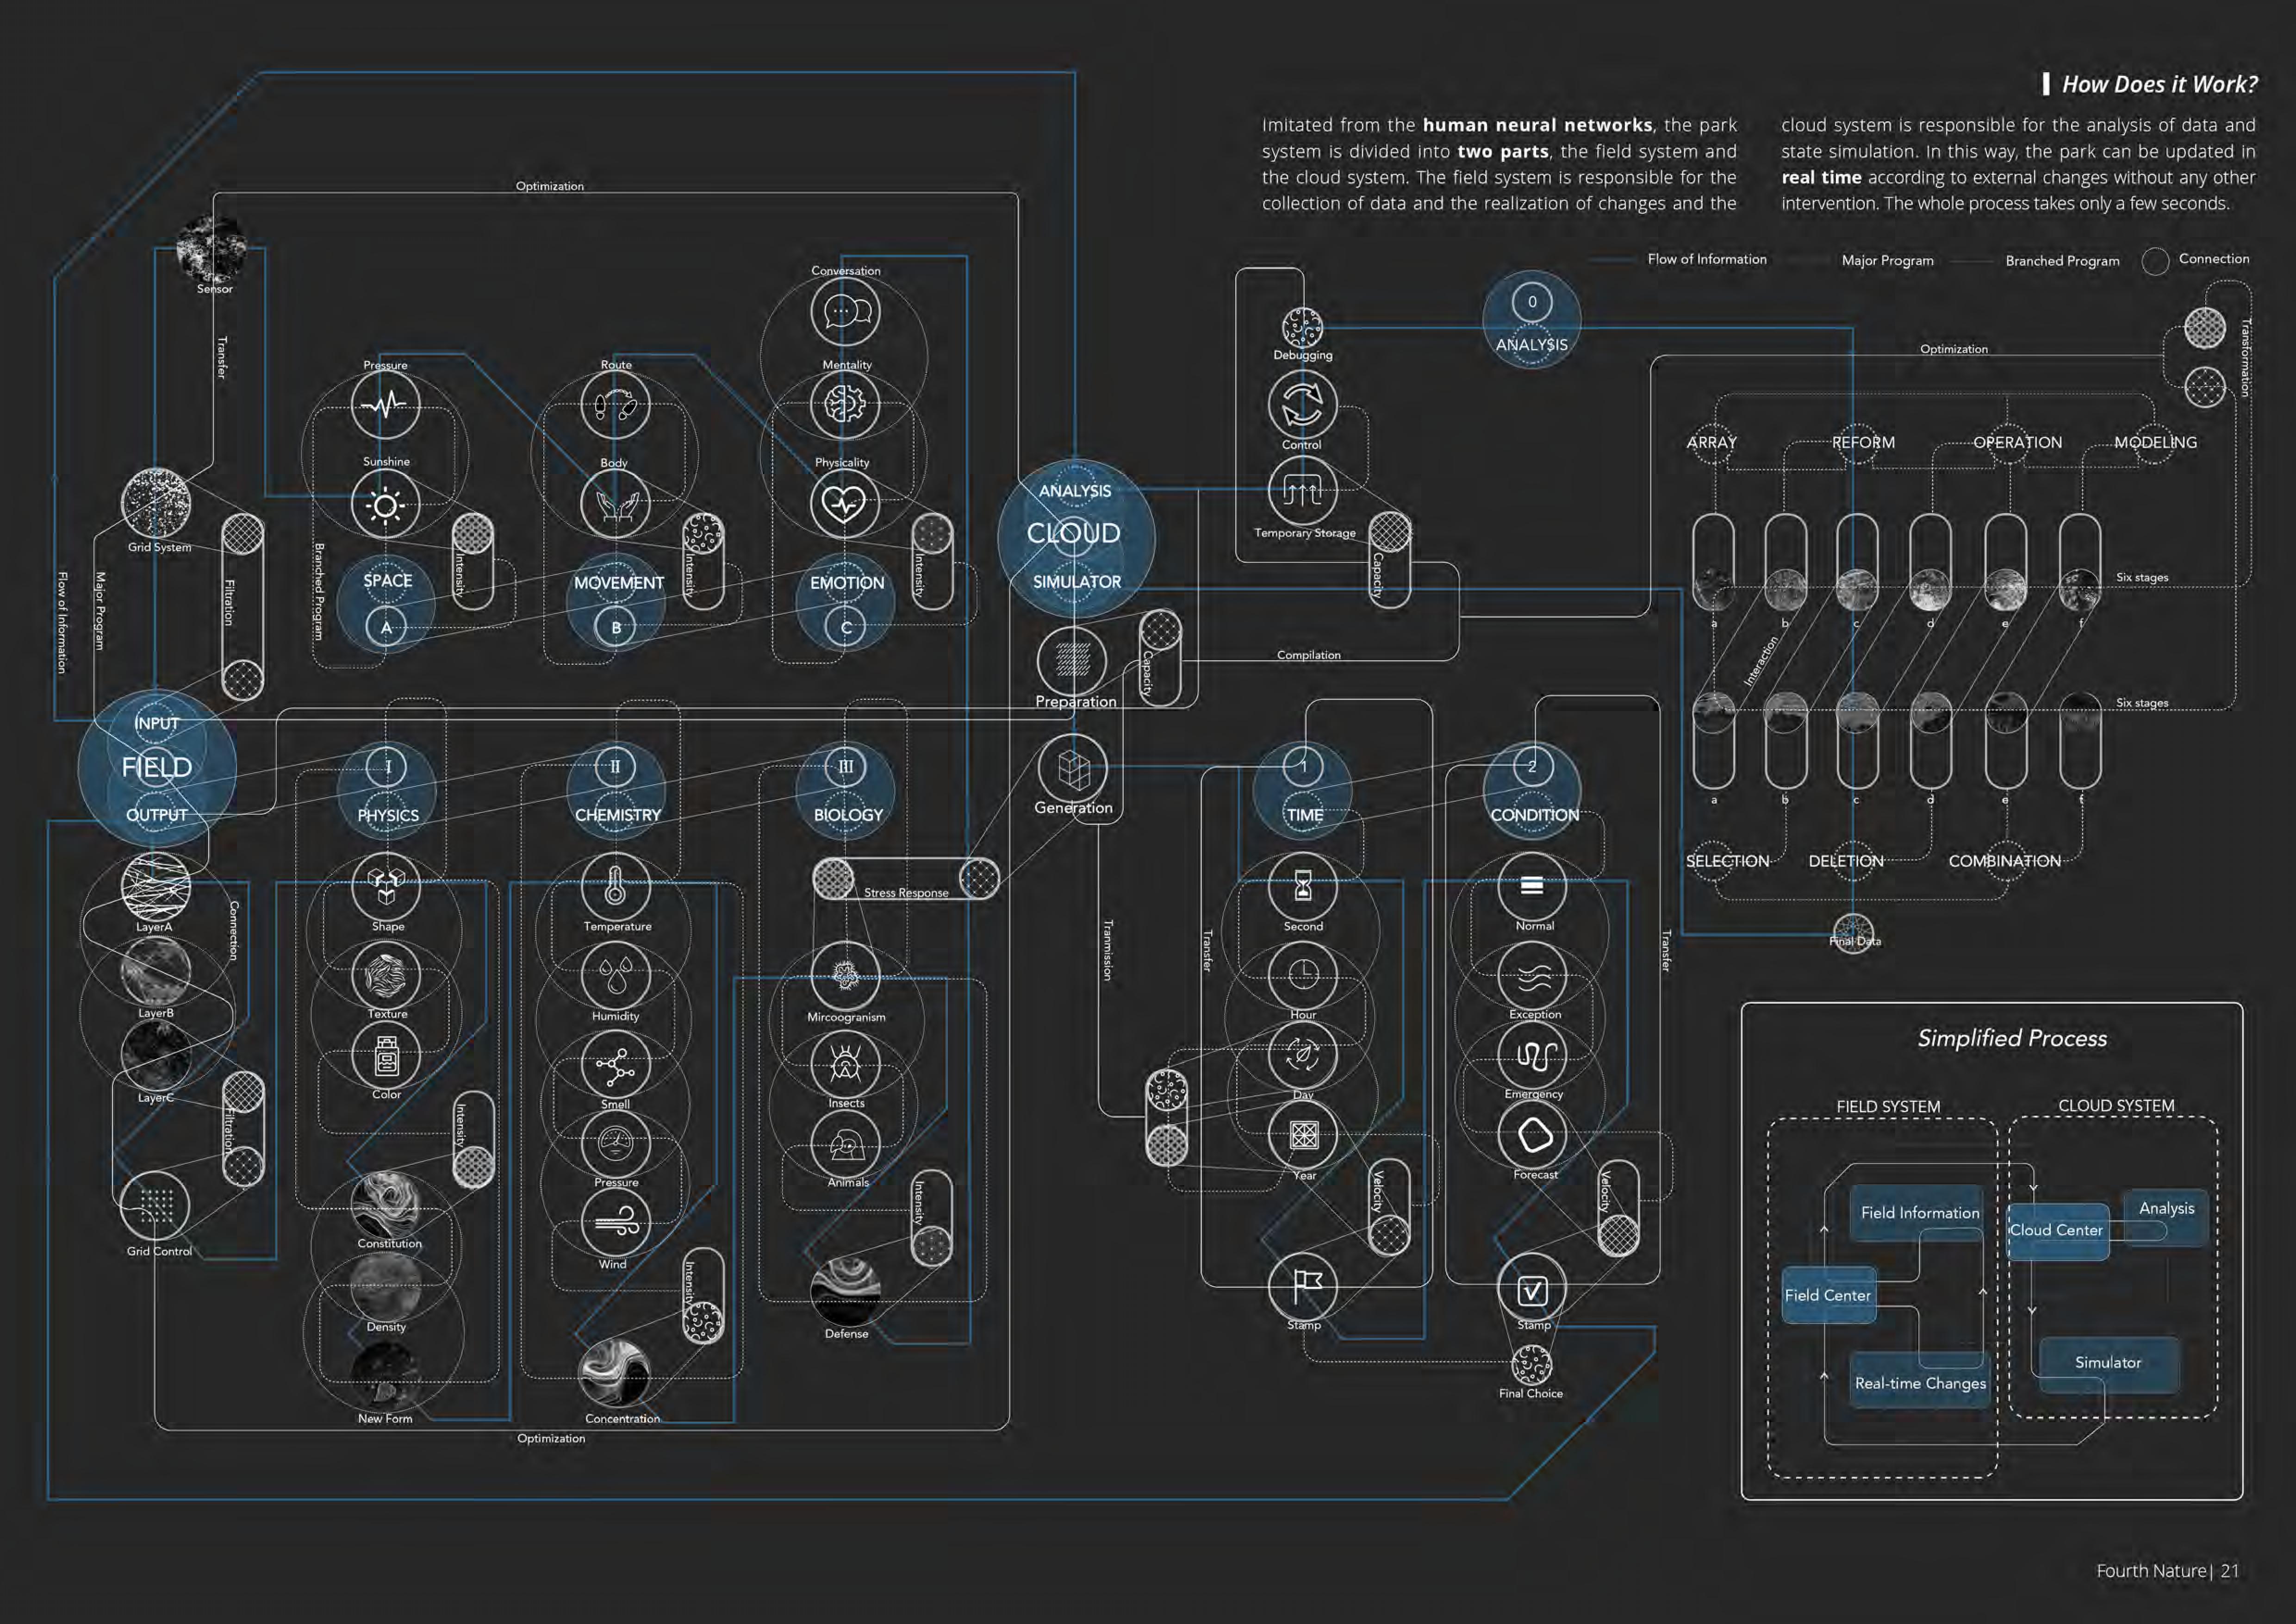 How Does it Work?
Imitated from the human neural networks, the park
system is divided into two parts, the field system and
the cloud system. The field system is responsible for the
collection of data and the realization of changes and the
cloud system is responsible for the analysis of data and
state simulation. In this way, the park can be updated in
real time according to external changes without any other
intervention. The whole process takes only a few seconds.
Flow of Information
Major Program
Branched Program
Connection
Optimization
Sensor
Transfer
Grid System
Filtration
Flow of Information
Major Program
Branched Program
Pressure
Sunshine
Intensity
SPACE
A
Route
Body
Intensity
MOVEMENT
B
Conversation
Mentality
Physicality
Intensity
EMOTION
C
ANALYSIS
CLOUD
SIMULATOR
Preparation
Capacity
Generation
Compilation
Debugging
Control
Temporary Storage
Capacity
0
ANALYSIS
Optimization
Transformation
ARRAY
REFORM
OPERATION
MODELING
Six stages
a
b
c
d
e
f
Interaction
Six stages
a
b
c
d
e
f
SELECTION
DELETION
COMBINATION
Final Data
INPUT
FIELD
OUTPUT
LayerA
LayerB
LayerC
Connection
Filtration
Grid Control
I
PHYSICS
Shape
Texture
Color
Intensity
Constitution
Density
New Form
II
CHEMISTRY
Temperature
Humidity
Smell
Pressure
Wind
Intensity
Concentration
III
BIOLOGY
Stress Response
Mircoogranism
Insects
Animals
Intensity
Defense
Optimization
Tranmission
Transfer
1
TIME
Second
Hour
Day
Year
Velocity
Stamp
2
CONDITION
Normal
Exception
Emergency
Forecast
Velocity
Stamp
Transfer
Final Choice
Simplified Process
FIELD SYSTEM
CLOUD SYSTEM
Field Information
Cloud Center
Analysis
Field Center
Simulator
Real-time Changes
Fourth Nature| 21